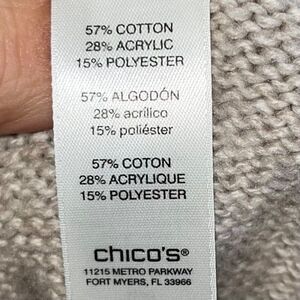 57% COTTON
28% ACRYLIC
15% POLYESTER
57% ALGODÓN
28% acrílico
15% poliéster
57% COTON
28% ACRYLIQUE
15% POLYESTER
chico's®
11215 METRO PARKWAY
FORT MYERS, FL 33966